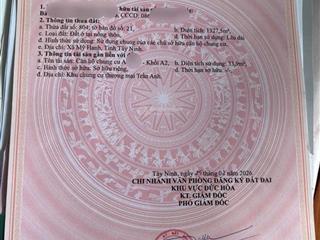 hữu tài sản
Bà A CCCD: 086
2. Thông tin thửa đất:
a. Thửa đất số: 804; tờ bản đồ số: 21, b. Diện tích: 1327,5m²,
c. Loại đất: Đất ở tại nông thôn, d. Thời hạn sử dụng: Lâu dài
đ. Hình thức sử dụng: Sử dụng chung của các chủ sở hữu căn hộ chung cư.
e. Địa chỉ: Xã Mỹ Hạnh, Tỉnh Tây Ninh.
3. Thông tin tài sản gắn liền với
a. Tên tài sản: Căn hộ chung cư A - Khối A2, b. Diện tích sử dụng: 33,9m²,
c. Hình thức sở hữu: Sở hữu riêng, d. Thời hạn sở hữu: -/-
đ. Địa chỉ: Khu chung cư thương mại Trần Anh.
Tây Ninh, ngày tháng 02 năm 2026
CHI NHÁNH VĂN PHÒNG ĐĂNG KÝ ĐẤT ĐAI
KHU VỰC ĐỨC HÒA
KT. GIÁM ĐỐC
PHÓ GIÁM ĐỐC